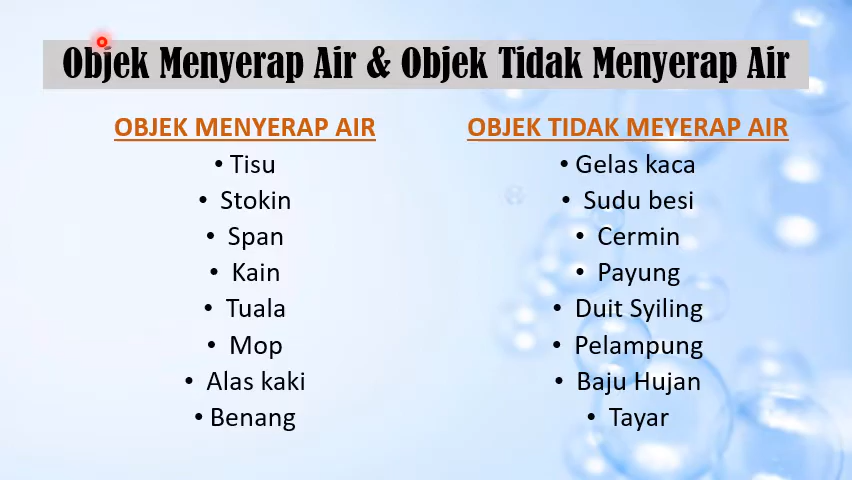 Objek Menyerap Air & Objek Tidak Menyerap Air
OBJEK MENYERAP AIR
• Tisu
• Stokin
• Span
• Kain
• Tuala
• Mop
• Alas kaki
• Benang
OBJEK TIDAK MEYERAP AIR
• Gelas kaca
• Sudu besi
• Cermin
• Payung
• Duit Syiling
• Pelampung
• Baju Hujan
• Tayar